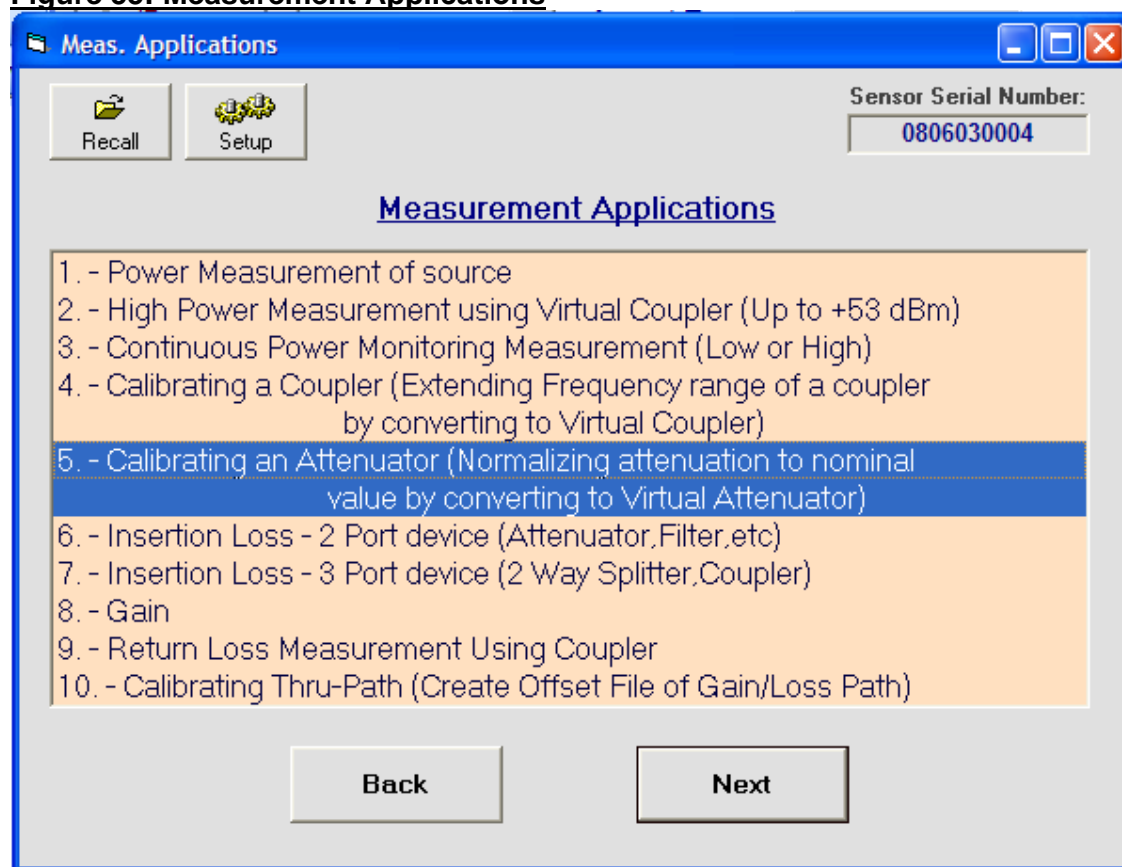 Meas. Applications
Recall
Setup
Sensor Serial Number:
0806030004
Measurement Applications
1. - Power Measurement of source
2. - High Power Measurement using Virtual Coupler (Up to +53 dBm)
3. - Continuous Power Monitoring Measurement (Low or High)
4. - Calibrating a Coupler (Extending Frequency range of a coupler
by converting to Virtual Coupler)
5. - Calibrating an Attenuator (Normalizing attenuation to nominal
value by converting to Virtual Attenuator)
6. - Insertion Loss - 2 Port device (Attenuator,Filter,etc)
7. - Insertion Loss - 3 Port device (2 Way Splitter,Coupler)
8. - Gain
9. - Return Loss Measurement Using Coupler
10. - Calibrating Thru-Path (Create Offset File of Gain/Loss Path)
Back
Next